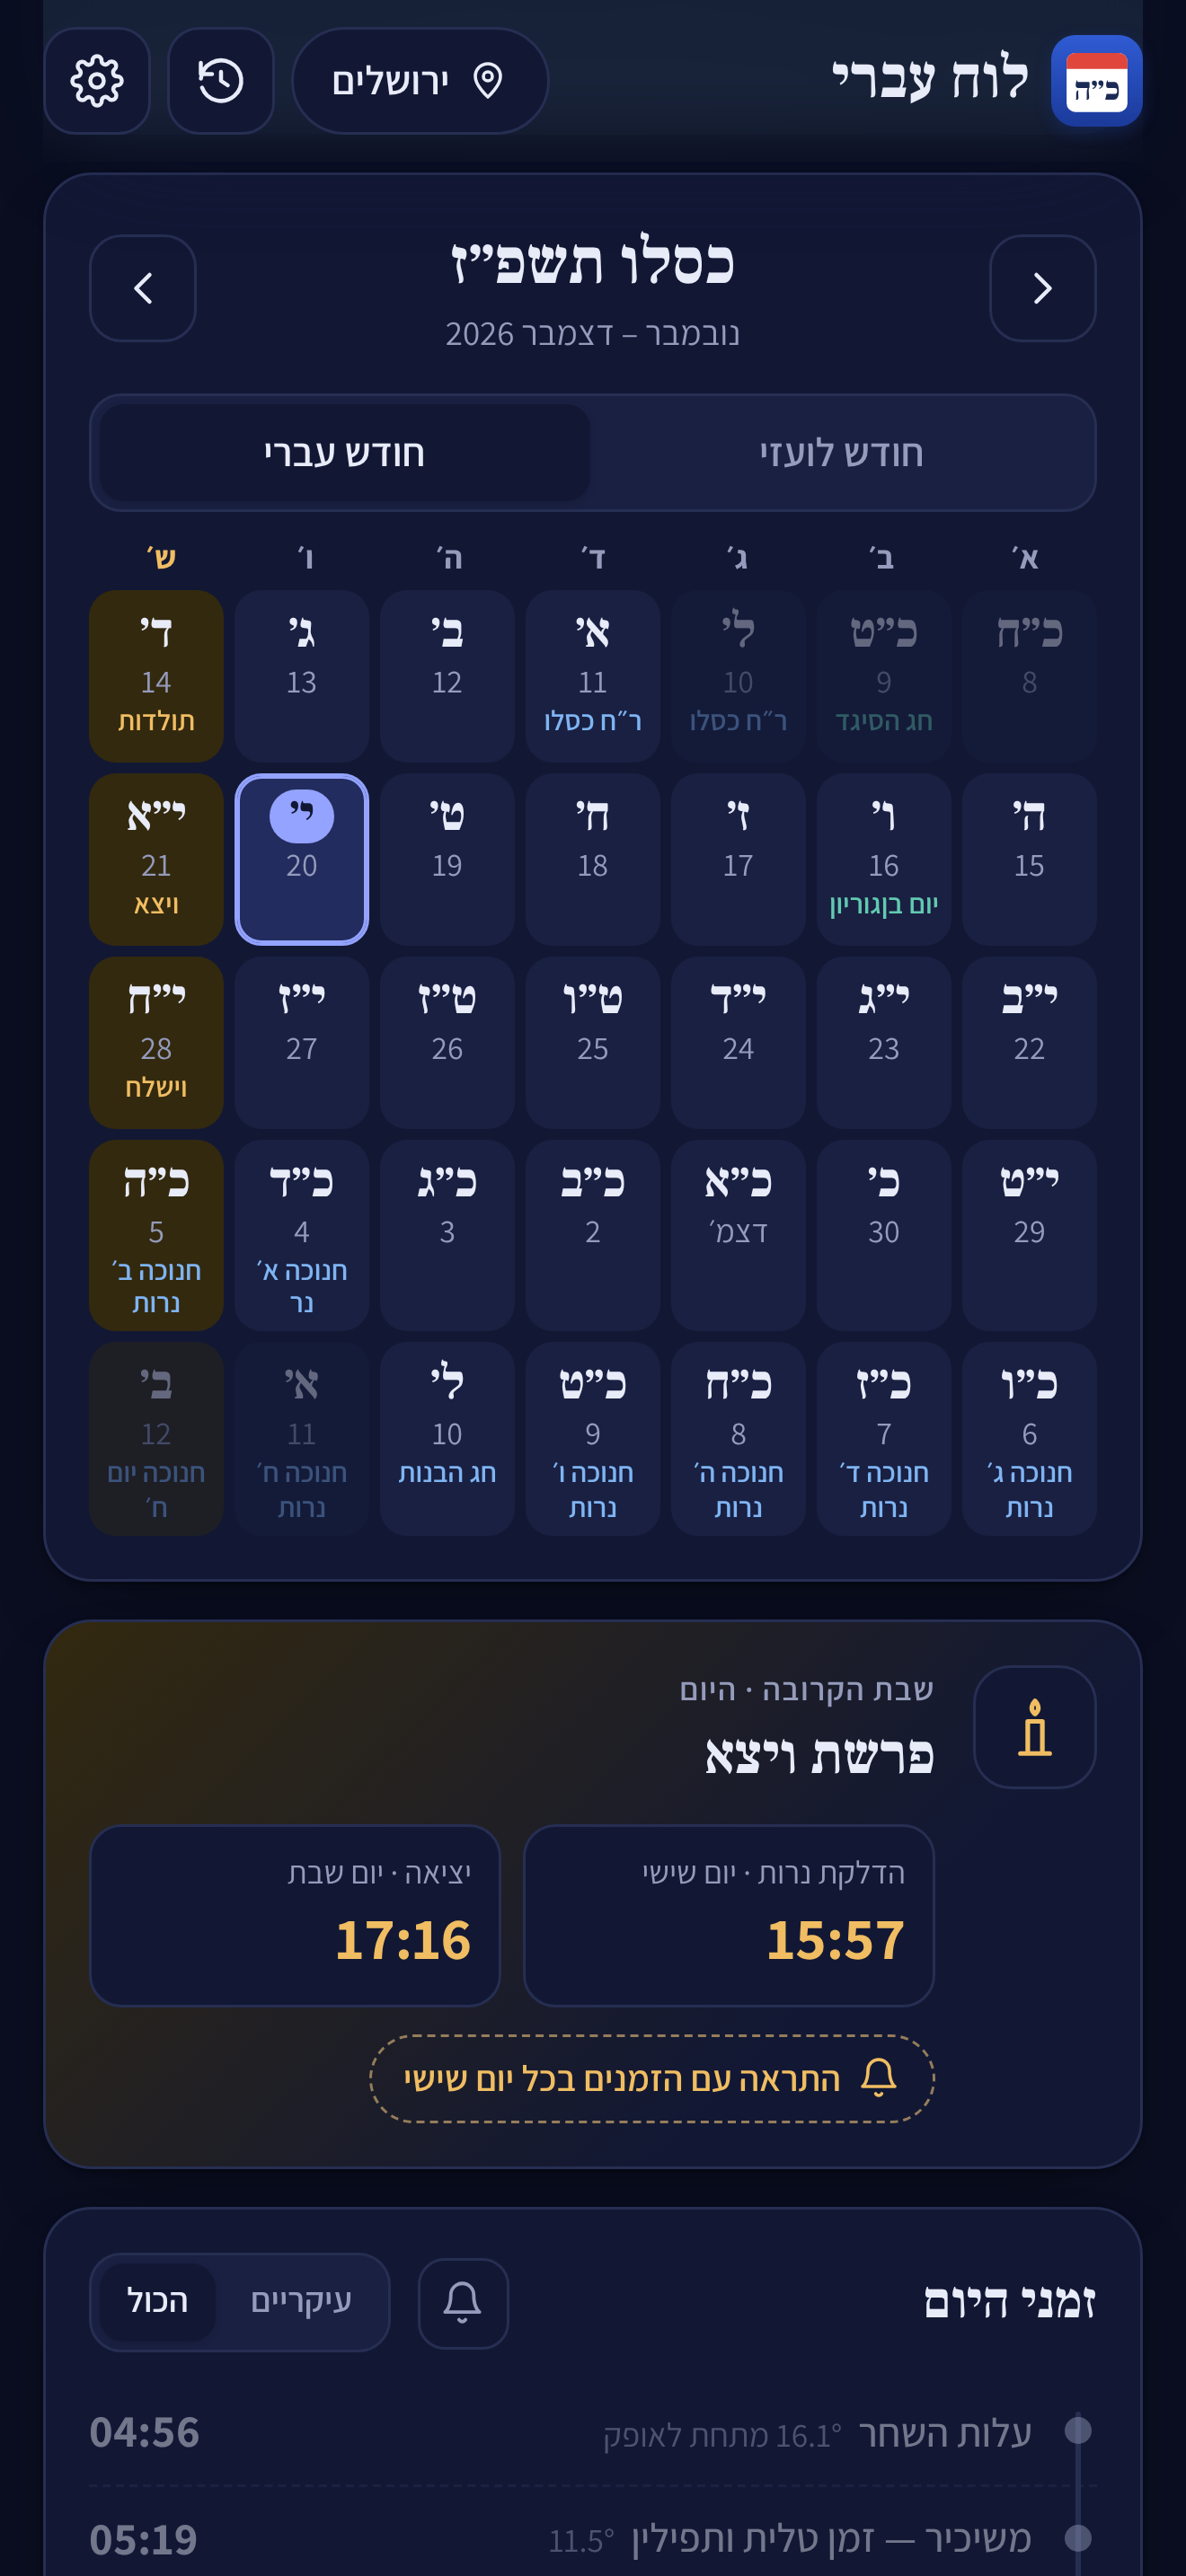 כ״ה לוח עברי ירושלים
כסלו תשפ״ז
נובמבר – דצמבר 2026
חודש לועזי חודש עברי
א׳ ב׳ ג׳ ד׳ ה׳ ו׳ ש׳
כ״ח כ״ט ל׳ א׳ ב׳ ג׳ ד׳
8 9 10 11 12 13 14
חג הסיגד ר״ח כסלו ר״ח כסלו תולדות
ה׳ ו׳ ז׳ ח׳ ט׳ י׳ י״א
15 16 17 18 19 20 21
יום בןגוריון ויצא
י״ב י״ג י״ד ט״ו ט״ז י״ז י״ח
22 23 24 25 26 27 28
וישלח
י״ט כ׳ כ״א כ״ב כ״ג כ״ד כ״ה
29 30 דצמ׳ 2 3 4 5
חנוכה א׳ חנוכה ב׳
נר נרות
כ״ו כ״ז כ״ח כ״ט ל׳ א׳ ב׳
6 7 8 9 10 11 12
חנוכה ג׳ חנוכה ד׳ חנוכה ה׳ חנוכה ו׳ חג הבנות חנוכה ח׳ חנוכה יום
נרות נרות נרות נרות נרות ח׳
שבת הקרובה · היום
פרשת ויצא
הדלקת נרות · יום שישי יציאה · יום שבת
15:57 17:16
התראה עם הזמנים בכל יום שישי
זמני היום עיקריים הכול
עלות השחר 16.1° מתחת לאופק 04:56
משיכיר — זמן טלית ותפילין 11.5° 05:19